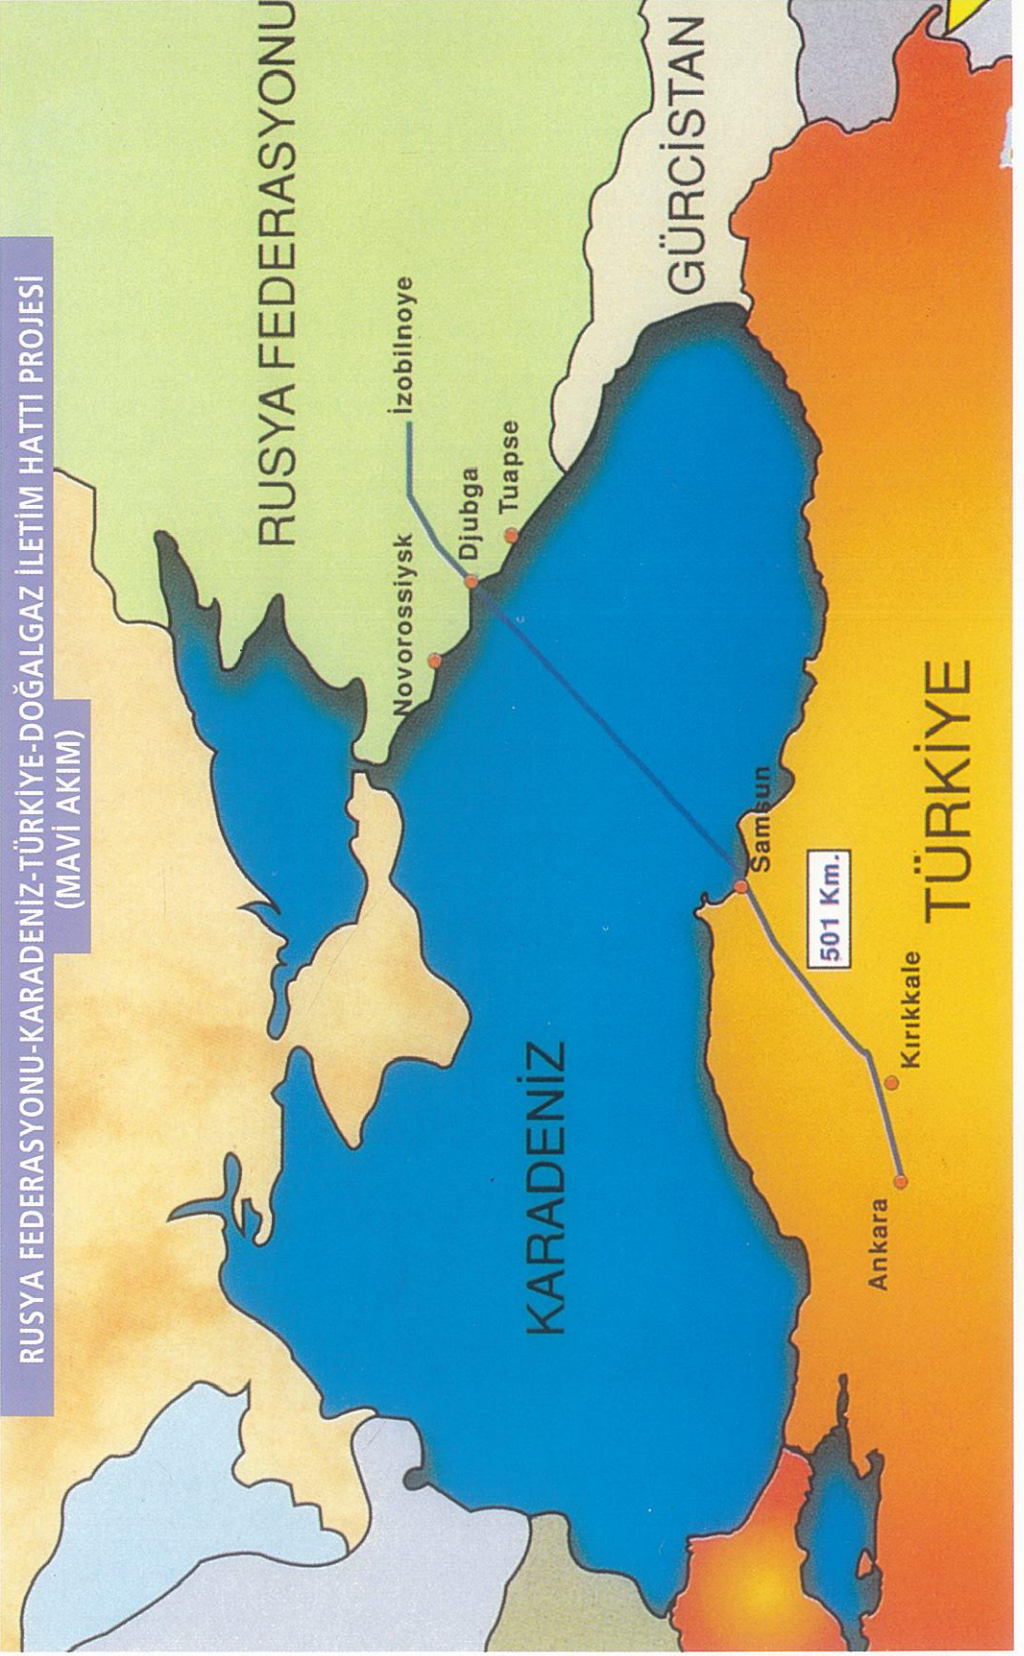 RUSYA FEDERASYONU-KARADENİZ-TÜRKİYE-DOĞALGAZ İLETİM HATTI PROJESİ
(MAVİ AKIM)
RUSYA FEDERASYONU
İzobilnoye
Novorossiysk
Djubga
Tuapse
GÜRCİSTAN
KARADENİZ
Samsun
501 Km.
Kırıkkale
TÜRKİYE
Ankara